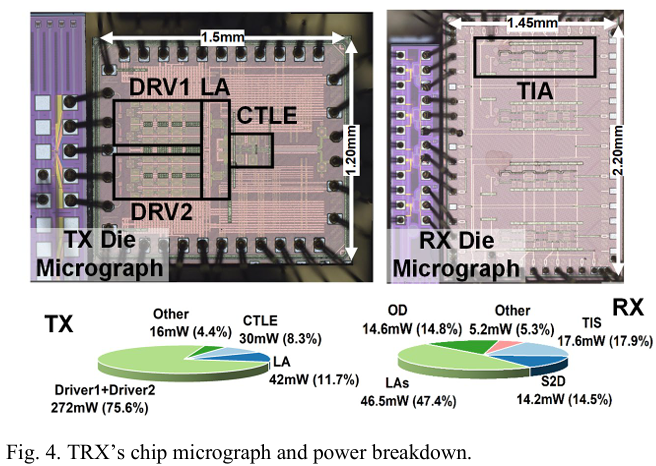 1.5mm
DRV1 LA
CTLE
DRV2
1.20mm
TX Die
Micrograph
1.45mm
TIA
2.20mm
RX Die
Micrograph
TX
Other
16mW (4.4%)
CTLE
30mW (8.3%)
LA
42mW (11.7%)
Driver1+Driver2
272mW (75.6%)
RX
OD
14.6mW (14.8%)
Other
5.2mW (5.3%)
TIS
17.6mW (17.9%)
LAs
46.5mW (47.4%)
S2D
14.2mW (14.5%)
Fig. 4. TRX’s chip micrograph and power breakdown.